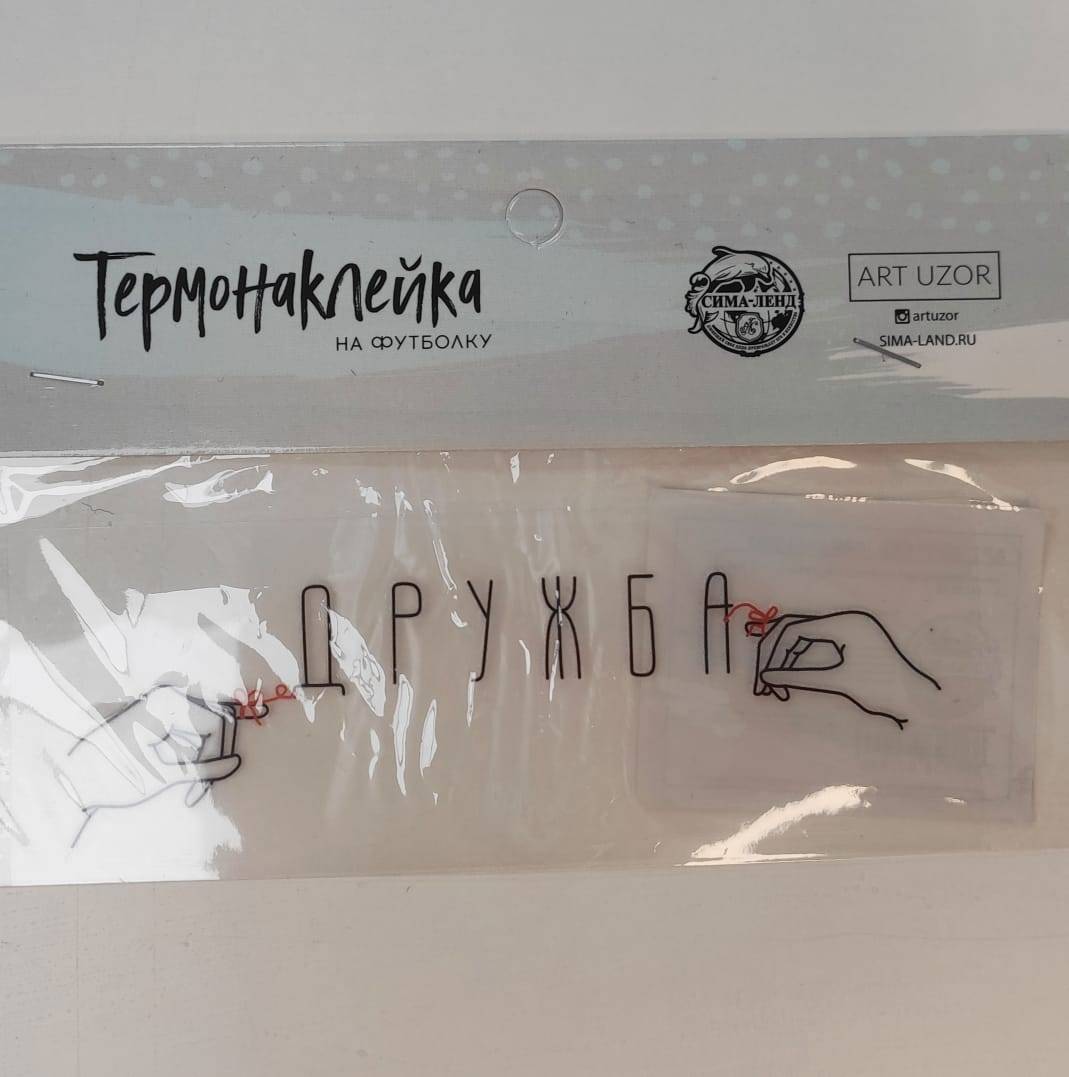 Термонаклейка
НА ФУТБОЛКУ
СИМА-ЛЕНД
ART UZOR
artuzor
SIMA-LAND.RU
ДРУЖБА